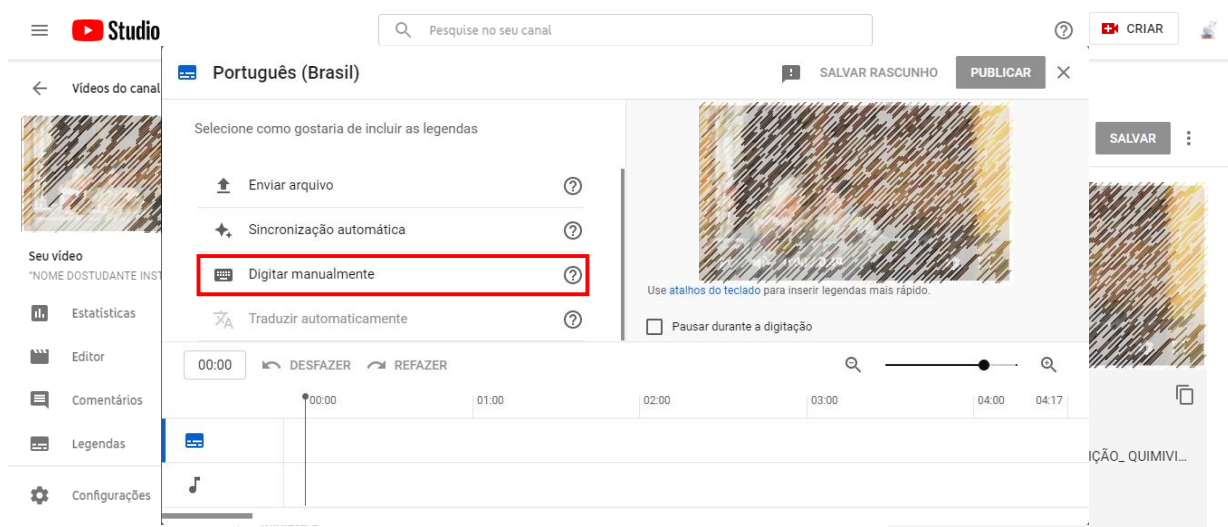 Studio
Pesquise no seu canal
CRIAR
Vídeos do canal
Português (Brasil)
SALVAR RASCUNHO
PUBLICAR
Selecione como gostaria de incluir as legendas
SALVAR
Enviar arquivo
Sincronização automática
Digitar manualmente
Traduzir automaticamente
Seu vídeo
"NOME DOSTUDANTE INST
Estatísticas
Editor
Comentários
Legendas
Configurações
Use atalhos do teclado para inserir legendas mais rápido.
Pausar durante a digitação
00:00 DESFAZER REFAZER
00:00 01:00 02:00 03:00 04:00 04:17
IÇÃO_ QUIMIVI...